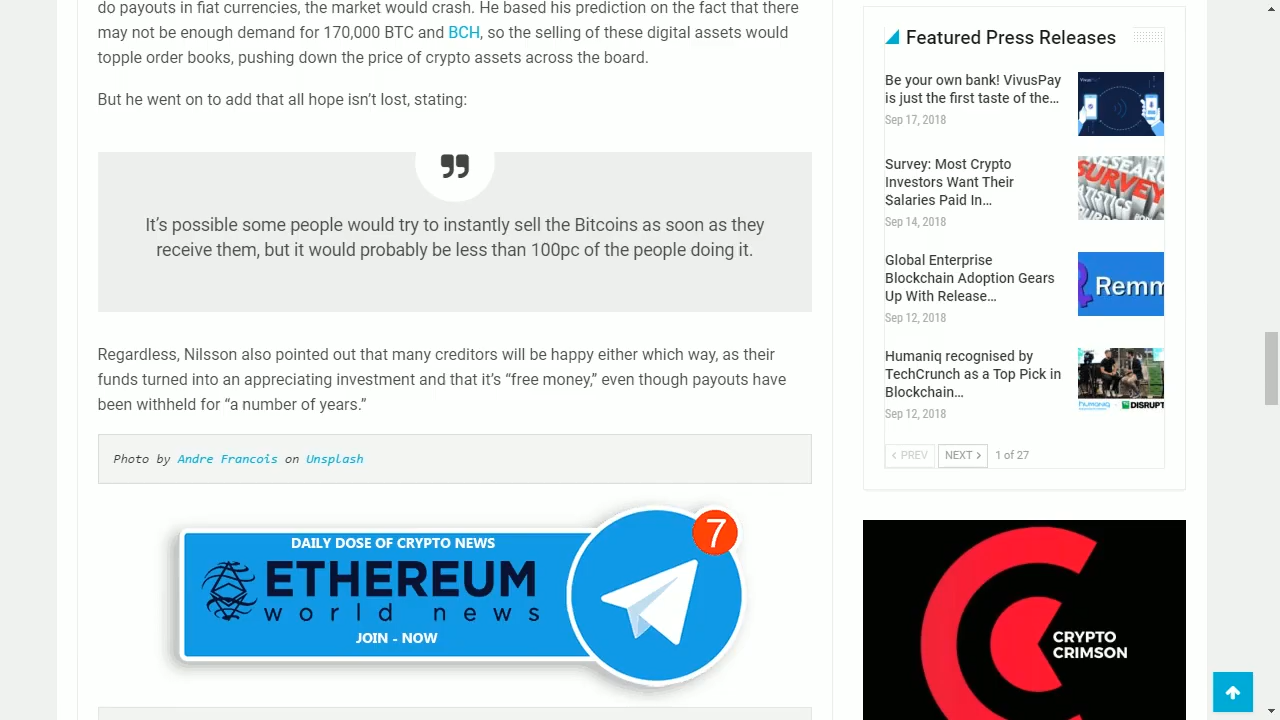 do payouts in fiat currencies, the market would crash. He based his prediction on the fact that there
may not be enough demand for 170,000 BTC and BCH, so the selling of these digital assets would
topple order books, pushing down the price of crypto assets across the board.
But he went on to add that all hope isn’t lost, stating:
It’s possible some people would try to instantly sell the Bitcoins as soon as they
receive them, but it would probably be less than 100pc of the people doing it.
Regardless, Nilsson also pointed out that many creditors will be happy either which way, as their
funds turned into an appreciating investment and that it’s “free money,” even though payouts have
been withheld for “a number of years.”
Photo by Andre Francois on Unsplash
DAILY DOSE OF CRYPTO NEWS
ETHEREUM
world news
JOIN - NOW
7
Featured Press Releases
Be your own bank! VivusPay
is just the first taste of the…
Sep 17, 2018
Survey: Most Crypto
Investors Want Their
Salaries Paid In…
Sep 14, 2018
SURVEY
Global Enterprise
Blockchain Adoption Gears
Up With Release…
Sep 12, 2018
Remm
Humaniq recognised by
TechCrunch as a Top Pick in
Blockchain…
Sep 12, 2018
HUMANIQ
DISRUPT
PREV
NEXT
1 of 27
CRYPTO
CRIMSON